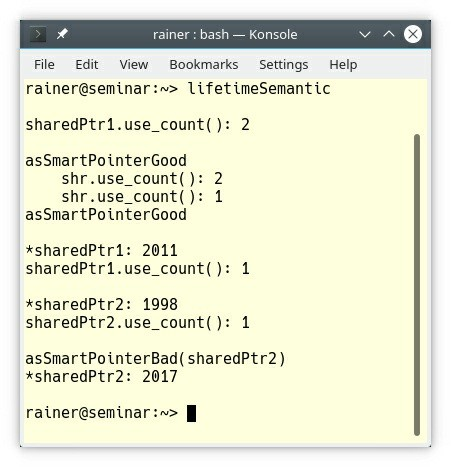 rainer : bash — Konsole
File Edit View Bookmarks Settings Help
rainer@seminar:~> lifetimeSemantic
sharedPtr1.use_count(): 2
asSmartPointerGood
    shr.use_count(): 2
    shr.use_count(): 1
asSmartPointerGood
*sharedPtr1: 2011
sharedPtr1.use_count(): 1
*sharedPtr2: 1998
sharedPtr2.use_count(): 1
asSmartPointerBad(sharedPtr2)
*sharedPtr2: 2017
rainer@seminar:~>